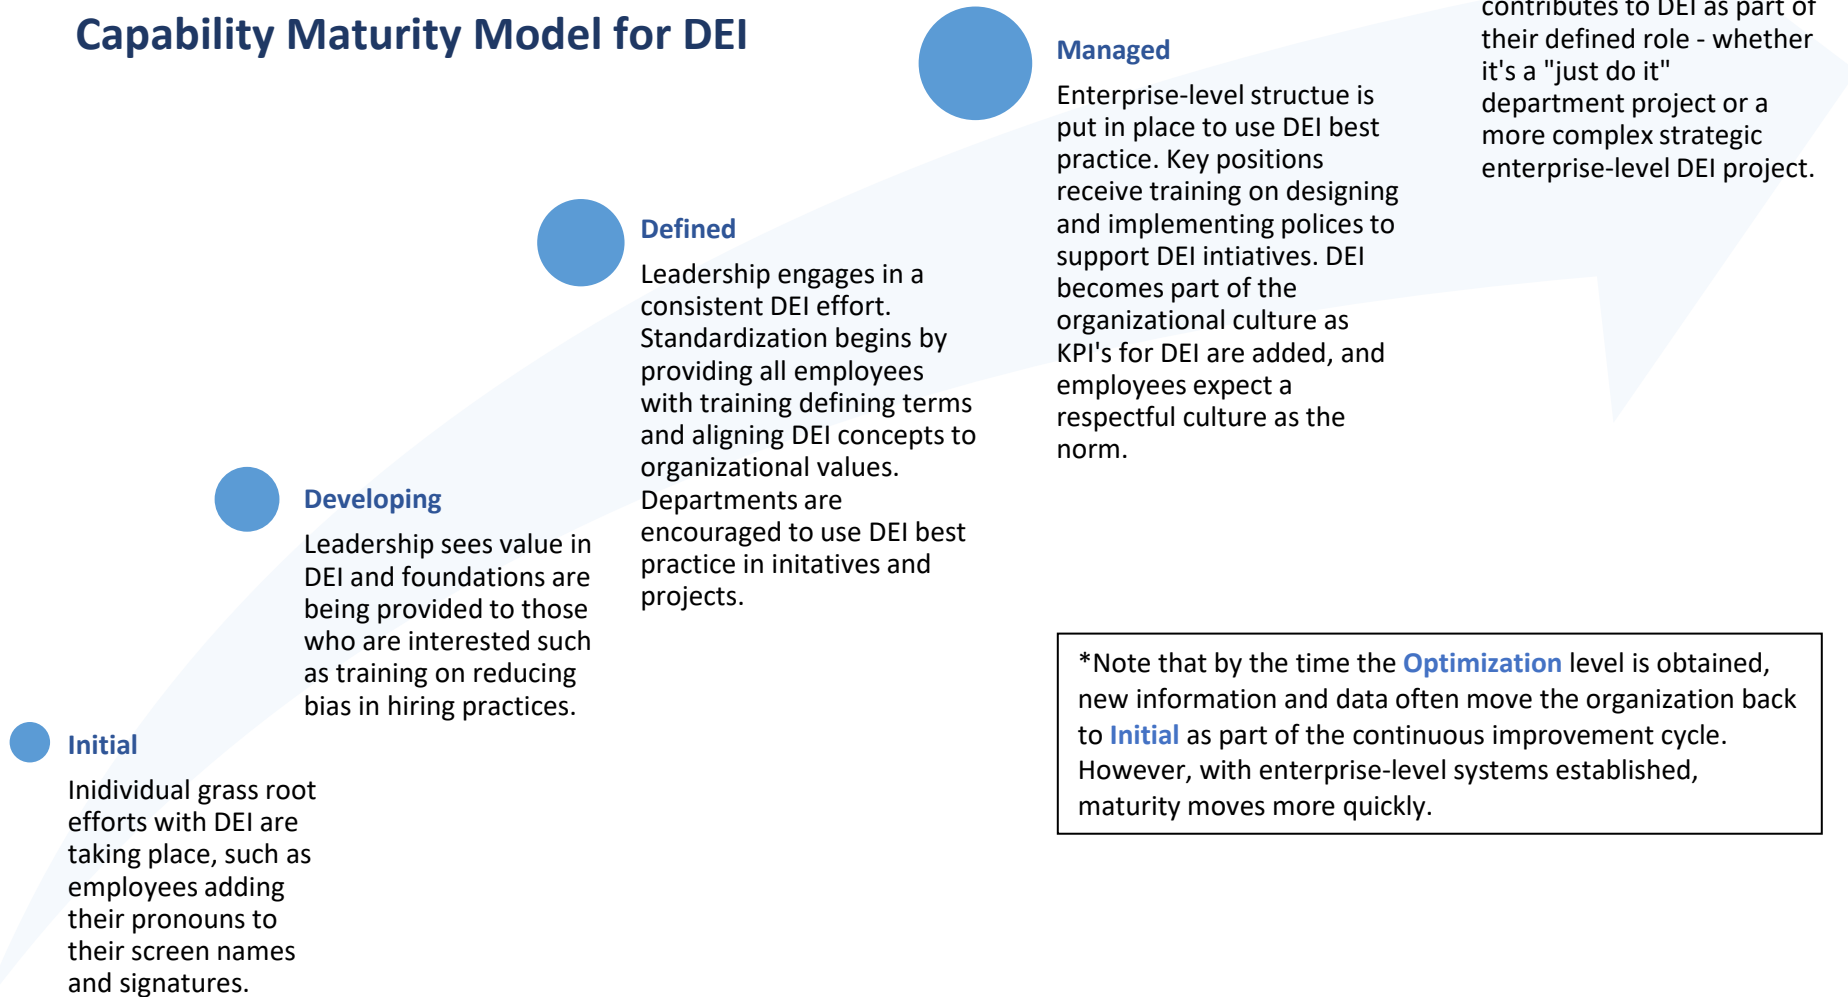 Capability Maturity Model for DEI
Initial
Inidividual grass root
efforts with DEI are
taking place, such as
employees adding
their pronouns to
their screen names
and signatures.
Developing
Leadership sees value in
DEI and foundations are
being provided to those
who are interested such
as training on reducing
bias in hiring practices.
Defined
Leadership engages in a
consistent DEI effort.
Standardization begins by
providing all employees
with training defining terms
and aligning DEI concepts to
organizational values.
Departments are
encouraged to use DEI best
practice in initatives and
projects.
Managed
Enterprise-level structue is
put in place to use DEI best
practice. Key positions
receive training on designing
and implementing polices to
support DEI intiatives. DEI
becomes part of the
organizational culture as
KPI's for DEI are added, and
employees expect a
respectful culture as the
norm.
contributes to DEI as part of
their defined role - whether
it's a "just do it"
department project or a
more complex strategic
enterprise-level DEI project.
*Note that by the time the Optimization level is obtained,
new information and data often move the organization back
to Initial as part of the continuous improvement cycle.
However, with enterprise-level systems established,
maturity moves more quickly.